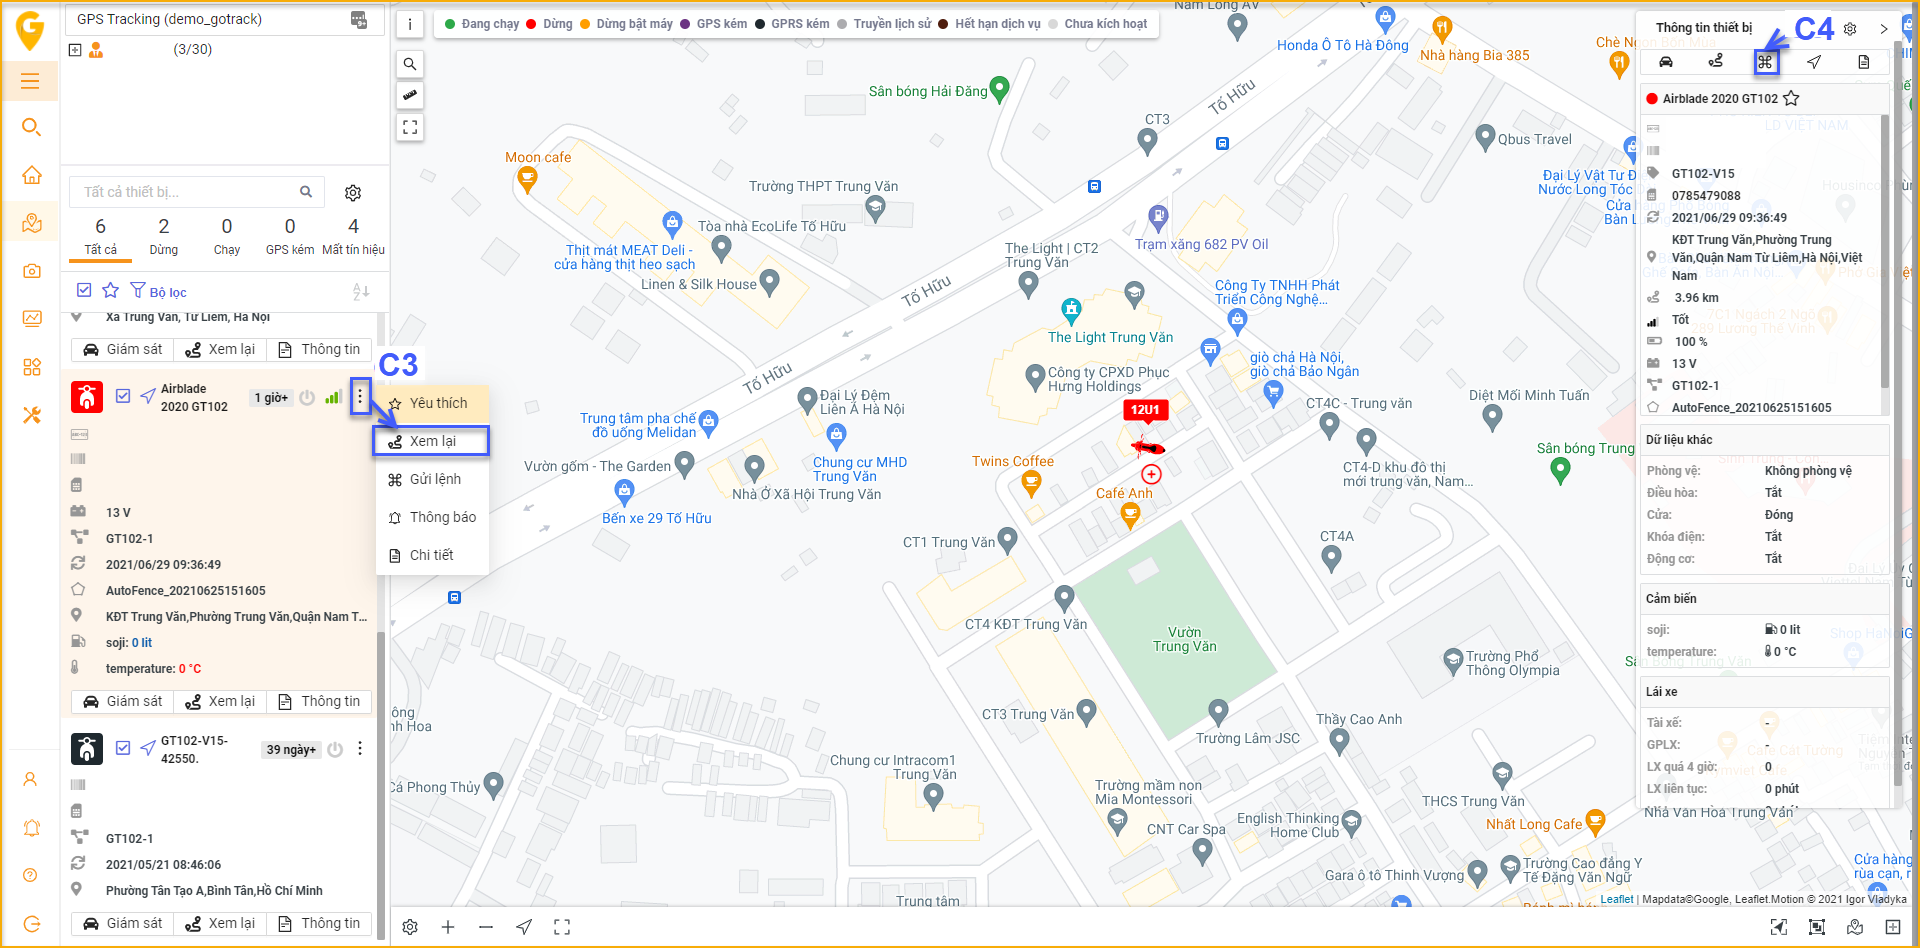 GPS Tracking (demo_gotrack)
(3/30)
Tất cả thiết bị...
6
2
0
0
4
Tất cả
Dừng
Chạy
GPS kém
Mất tín hiệu
Bộ lọc
Xã Trung Văn, Từ Liêm, Hà Nội
Giám sát
Xem lại
Thông tin
Airblade
2020 GT102
1 giờ+
13 V
GT102-1
2021/06/29 09:36:49
AutoFence_20210625151605
KĐT Trung Văn,Phường Trung Văn,Quận Nam T...
soji: 0 lit
temperature: 0 °C
Giám sát
Xem lại
Thông tin
GT102-V15-
42550.
39 ngày+
GT102-1
2021/05/21 08:46:06
Phường Tân Tạo A,Bình Tân,Hồ Chí Minh
Giám sát
Xem lại
Thông tin
C3
Yêu thích
Xem lại
Gửi lệnh
Thông báo
Chi tiết
i
Đang chạy
Dừng
Dừng bật máy
GPS kém
GPRS kém
Truyền lịch sử
Hết hạn dịch vụ
Chưa kích hoạt
Nam Long AV
Honda Ô Tô Hà Đông
Nhà hàng Bia 385
Sân bóng Hải Đăng
Tố Hữu
CT3
Qbus Travel
Moon cafe
Trường THPT Trung Văn
Tòa nhà EcoLife Tố Hữu
Thịt mát MEAT Deli -
cửa hàng thịt heo sạch
Linen & Silk House
Trạm xăng 682 PV Oil
The Light | CT2
Trung Văn
Tố Hữu
Công Ty TNHH Phát
Triển Công Nghệ...
The Light Trung Văn
giò chả Hà Nội,
giò chả Bảo Ngân
Công ty CPXD Phục
Hưng Holdings
Tố Hữu
Đại Lý Đệm
Liên Á Hà Nội
Trung tâm pha chế
đồ uống Melidan
Chung cư MHD
Trung Văn
Vườn gốm - The Garden
Nhà Ở Xã Hội Trung Văn
Bến xe 29 Tố Hữu
12U1
CT4C - Trung văn
Diệt Mối Minh Tuấn
Sân bóng Trung
CT4-D khu đô thị
mới trung văn, Nam...
Twins Coffee
Café Anh
CT1 Trung Văn
CT4A
CT4 KĐT Trung Văn
Vườn
Trung Văn
Trường Phổ
Thông Olympia
CT3 Trung Văn
Trường Lâm JSC
Thầy Cao Anh
Chung cư Intracom1
Trung Văn
Trường mầm non
Mia Montessori
CNT Car Spa
English Thinking
Home Club
THCS Trung Văn
Nhất Long Cafe
Gara ô tô Thinh Vượng
Trường Cao đẳng Y
Tế Đặng Văn Ngữ
Nhà Văn Hóa Trung Văn
Cửa hàng
rùa cạn, r
Trung tâm
Cá Phong Thủy
ông
nh Hoa
Leaflet | Mapdata©Google, Leaflet.Motion © 2021 Igor Vladyka
Thông tin thiết bị
C4
Airblade 2020 GT102
GT102-V15
0785479088
2021/06/29 09:36:49
KĐT Trung Văn,Phường Trung
Văn,Quận Nam Từ Liêm,Hà Nội,Việt
Nam
3.96 km
Tốt
100 %
13 V
GT102-1
AutoFence_20210625151605
Dữ liệu khác
Phòng vệ: Không phòng vệ
Điều hòa: Tắt
Cửa: Đóng
Khóa điện: Tắt
Động cơ: Tắt
Cảm biến
soji: 0 lit
temperature: 0 °C
Lái xe
Tài xế: -
GPLX: -
LX quá 4 giờ: 0
LX liên tục: 0 phút